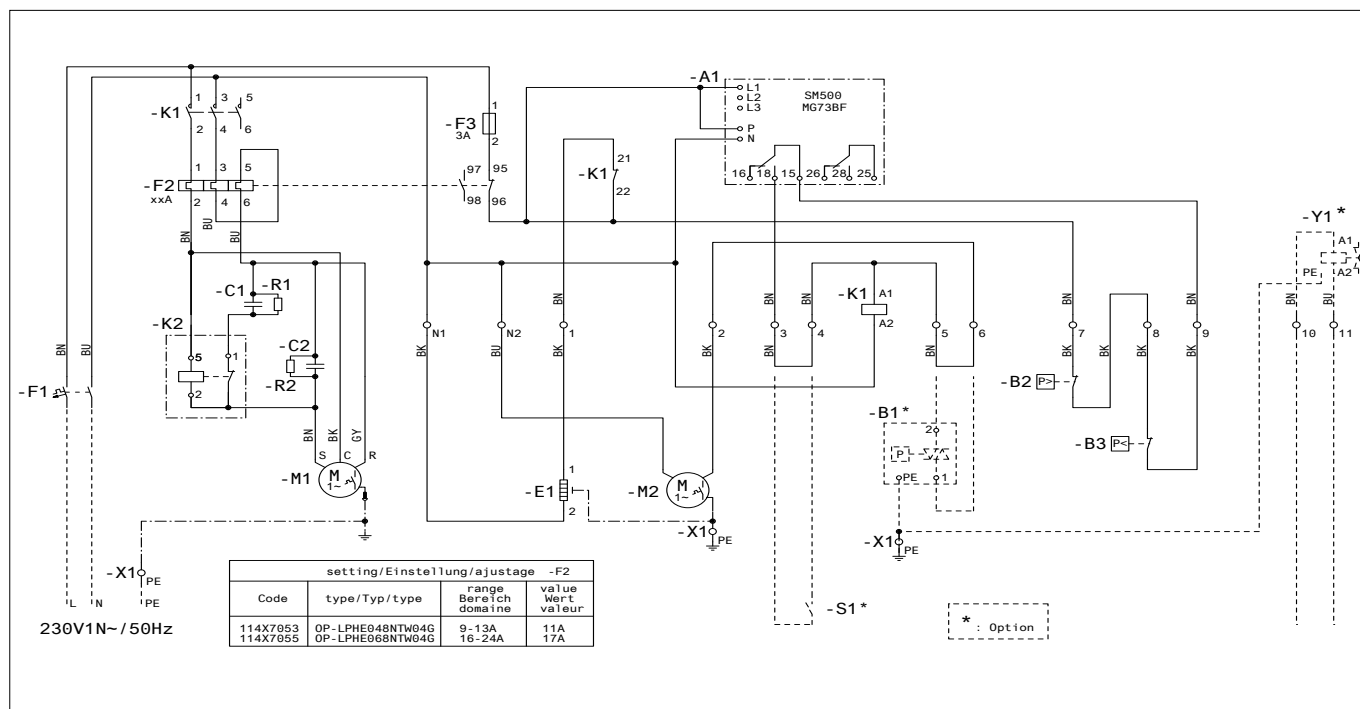 -A1
L1
L2
L3
P
N
SM500
MG73BF
16 18 15 26 28 25
-K1
1 3 5
2 4 6
-F3
3A
1
2
-F2
xxA
1 3 5
2 4 6
97 95
98 96
-K1
21
22
BN
BU
BU
-C1
-R1
-C2
-R2
-K2
5 1
2
-K1
A1
A2
-Y1*
A1
A2
PE
BN
BU
BN
BN
BN
BN
BN
BN
BN
N1
N2
1
2
3
4
5
6
7
8
9
10
11
BK
BU
BK
BK
BK
BK
BK
BK
BN
BU
-F1
BN
BK
GY
S C R
-M1
M
1~
-E1
1
2
-M2
M
1~
-B1*
2
P
PE
1
-B2
P>
-B3
P<
-X1
PE
-X1
PE
-X1
PE
L N PE
230V1N~/50Hz
-S1*
* : Option
setting/Einstellung/ajustage -F2
Code type/Typ/type range Bereich domaine value Wert valeur
114X7053 OP-LPHE048NTW04G 9-13A 11A
114X7055 OP-LPHE068NTW04G 16-24A 17A